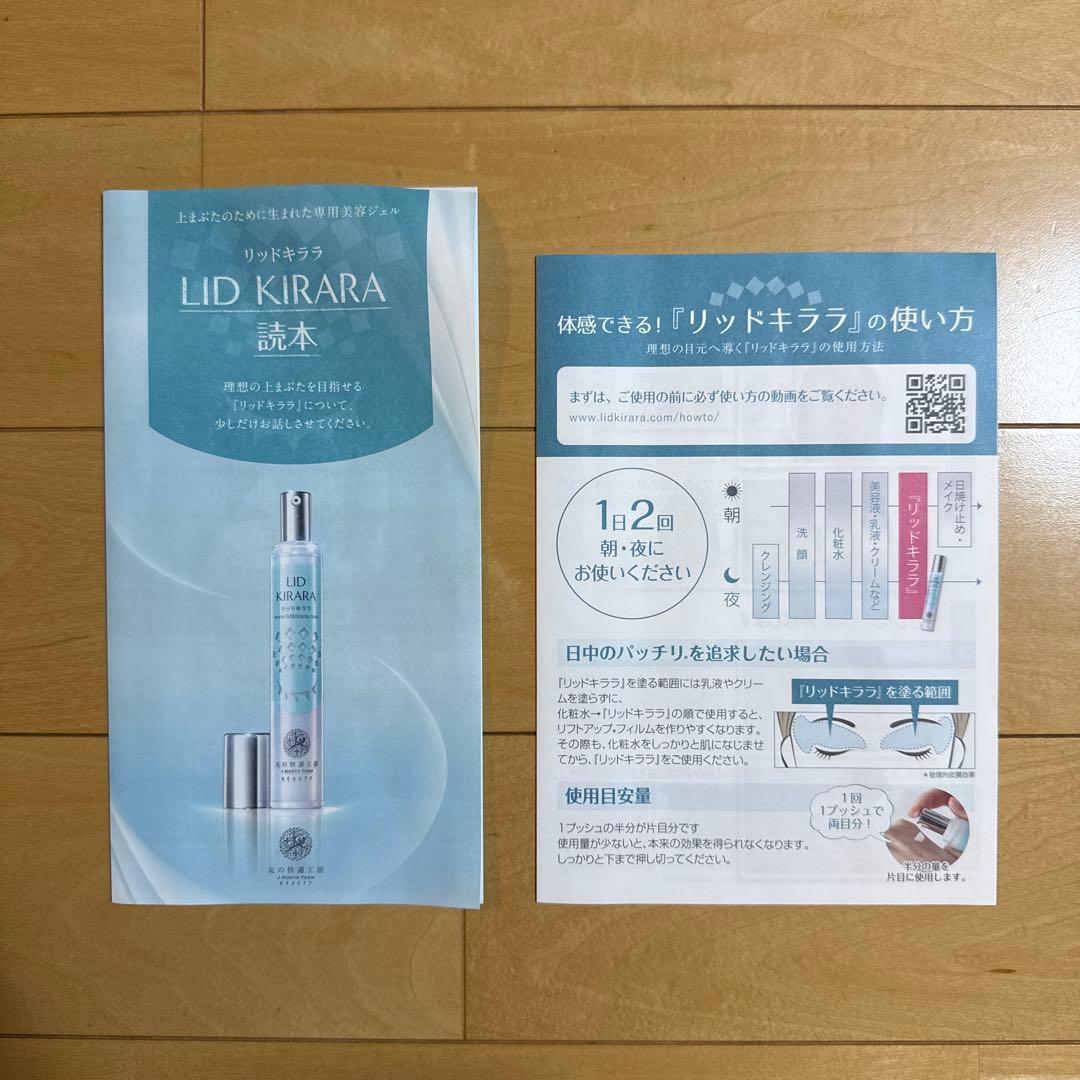 上まぶたのために生まれた専用美容ジェル
リッドキララ
LID KIRARA
読本
理想の上まぶたを目指せる
『リッドキララ』について、
少しだけお話しさせてください。
LID
KIRARA
リッドキララ
www.lidkirara.com
北の快適工房
J NORTH FARM
BEAUTY
北の快適工房
J NORTH FARM
BEAUTY
体感できる!『リッドキララ』の使い方
理想の目元へ導く『リッドキララ』の使用方法
まずは、ご使用の前に必ず使い方の動画をご覧ください。
www.lidkirara.com/howto/
1日2回
朝・夜に
お使いください
朝
夜
クレンジング
洗顔
化粧水
美容液・乳液・クリームなど
『リッドキララ』
日焼け止め・
メイク
日中のパッチリ*を追求したい場合
『リッドキララ』を塗る範囲には乳液やクリー
ムを塗らずに、
化粧水→『リッドキララ』の順で使用すると、
リフトアップ*フィルムを作りやすくなります。
その際も、化粧水をしっかりと肌になじませ
てから、『リッドキララ』をご使用ください。
『リッドキララ』を塗る範囲
*物理的皮膜効果
使用目安量
1プッシュの半分が片目分です
使用量が少ないと、本来の効果を得られなくなります。
しっかりと下まで押し切ってください。
1回
1プッシュで
両目分!
半分の量を
片目に使用します。